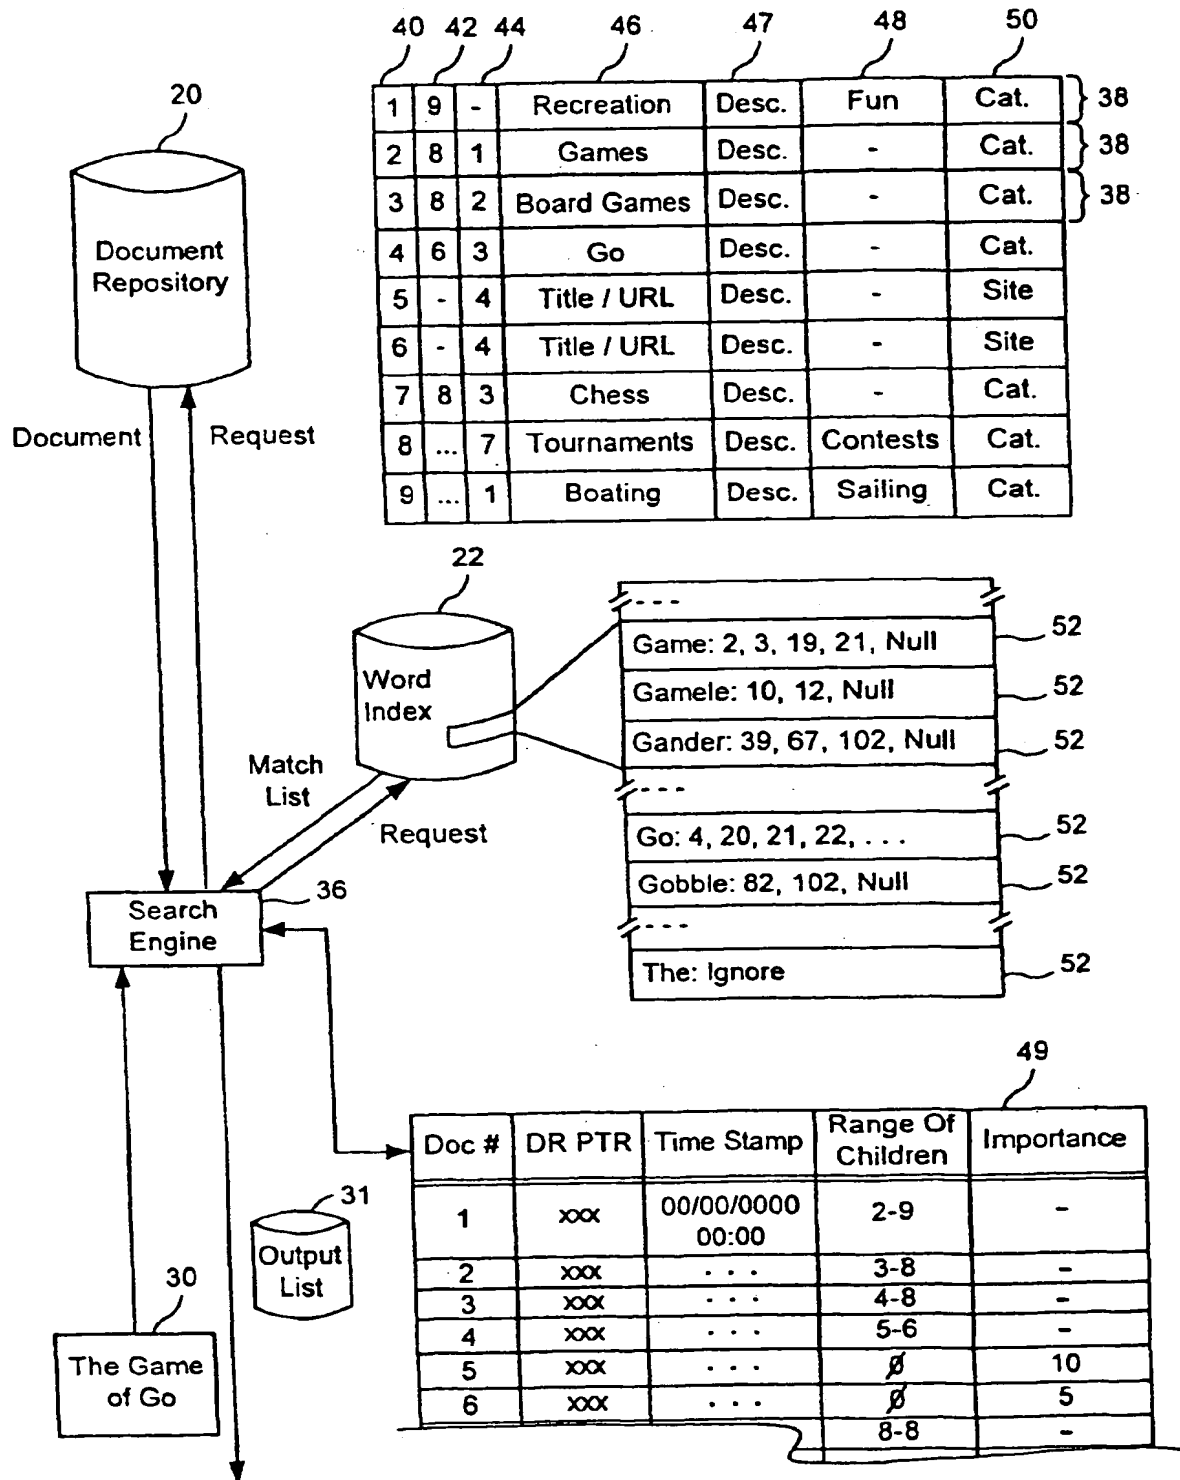 40 42 44 46 47 48 50
1 9 - Recreation Desc. Fun Cat. 38
2 8 1 Games Desc. - Cat. 38
3 8 2 Board Games Desc. - Cat. 38
4 6 3 Go Desc. - Cat.
5 - 4 Title / URL Desc. - Site
6 - 4 Title / URL Desc. - Site
7 8 3 Chess Desc. - Cat.
8 ... 7 Tournaments Desc. Contests Cat.
9 ... 1 Boating Desc. Sailing Cat.
20
Document
Repository
Document
Request
22
Word
Index
Match
List
Request
- - - -
Game: 2, 3, 19, 21, Null 52
Gamele: 10, 12, Null 52
Gander: 39, 67, 102, Null 52
- - - -
Go: 4, 20, 21, 22, . . . 52
Gobble: 82, 102, Null 52
- - - -
The: Ignore 52
36
Search
Engine
31
Output
List
30
The Game
of Go
49
Doc # DR PTR Time Stamp Range Of Children Importance
1 xxx 00/00/0000 00:00 2-9 -
2 xxx . . . 3-8 -
3 xxx . . . 4-8 -
4 xxx . . . 5-6 -
5 xxx . . . Ø 10
6 xxx . . . Ø 5
8-8 -